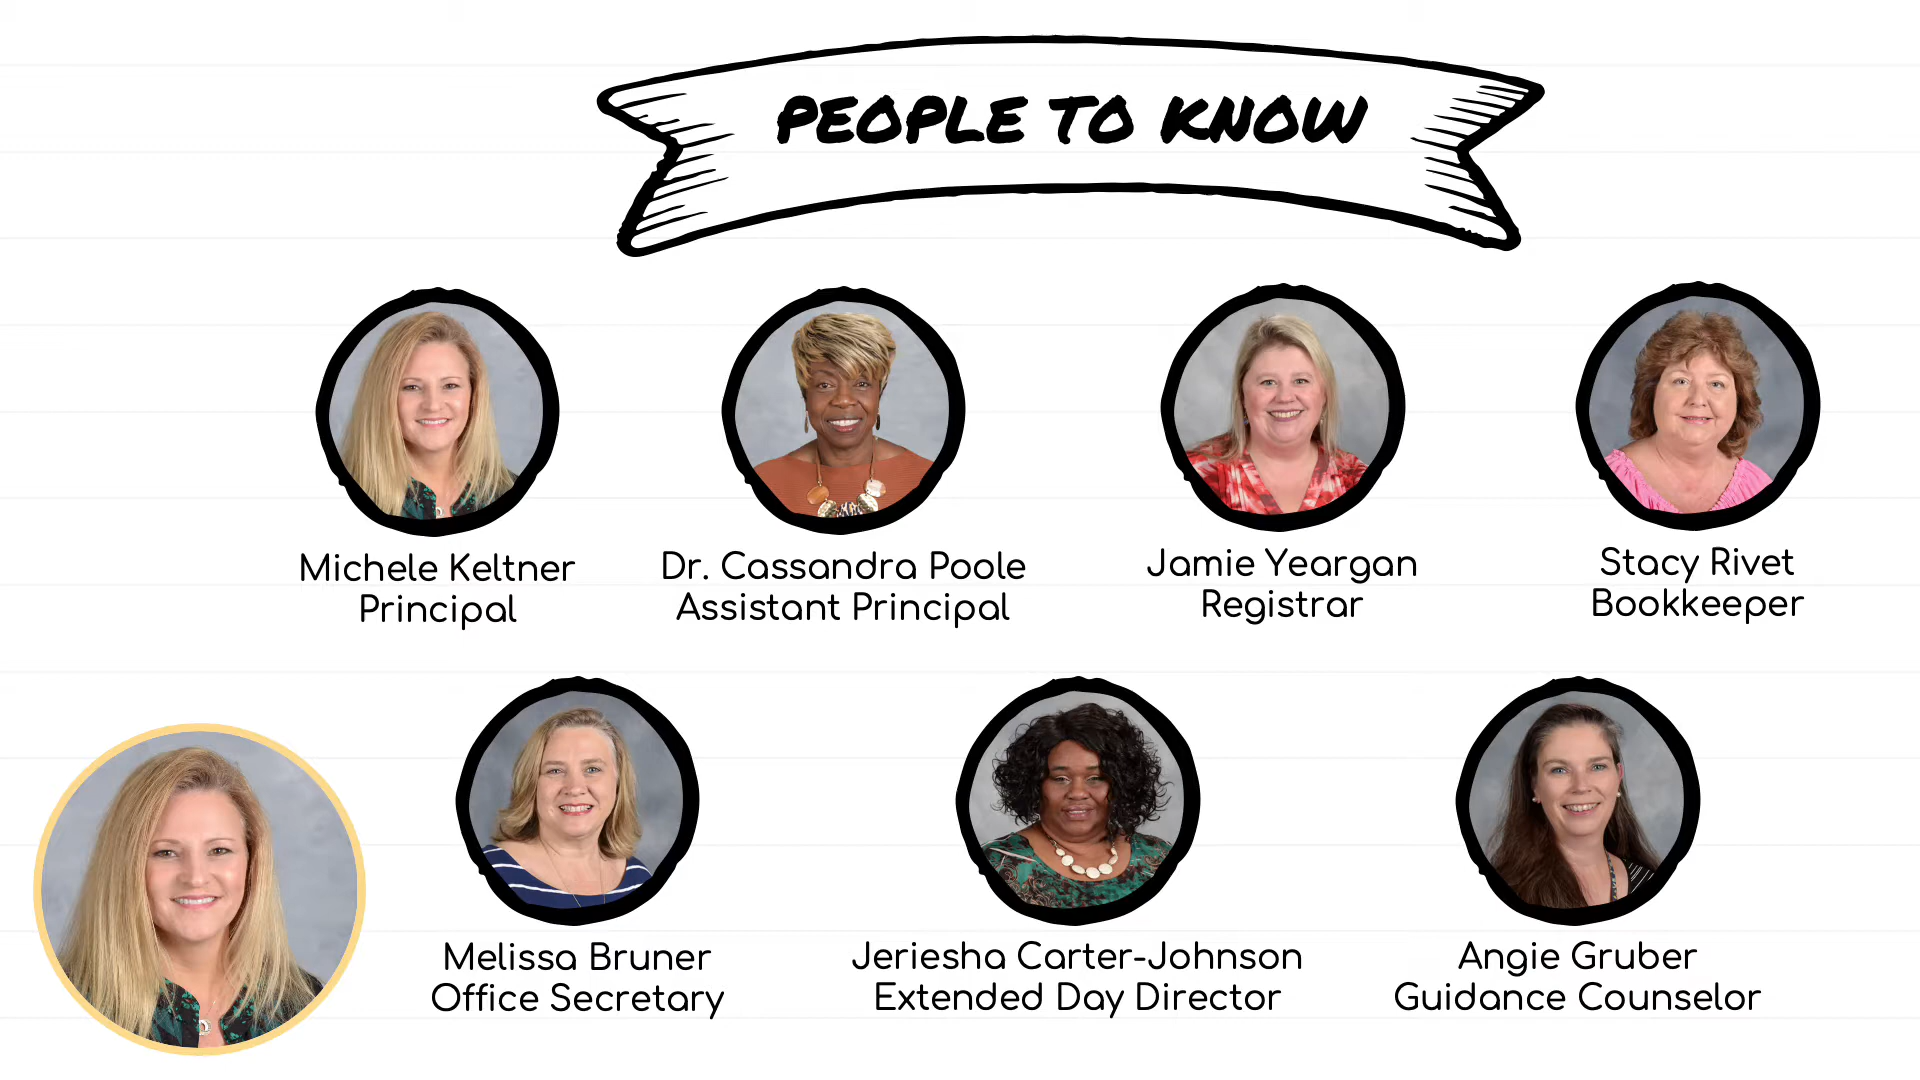 PEOPLE TO KNOW
Michele Keltner
Principal
Dr. Cassandra Poole
Assistant Principal
Jamie Yeargan
Registrar
Stacy Rivet
Bookkeeper
Melissa Bruner
Office Secretary
Jeriesha Carter-Johnson
Extended Day Director
Angie Gruber
Guidance Counselor